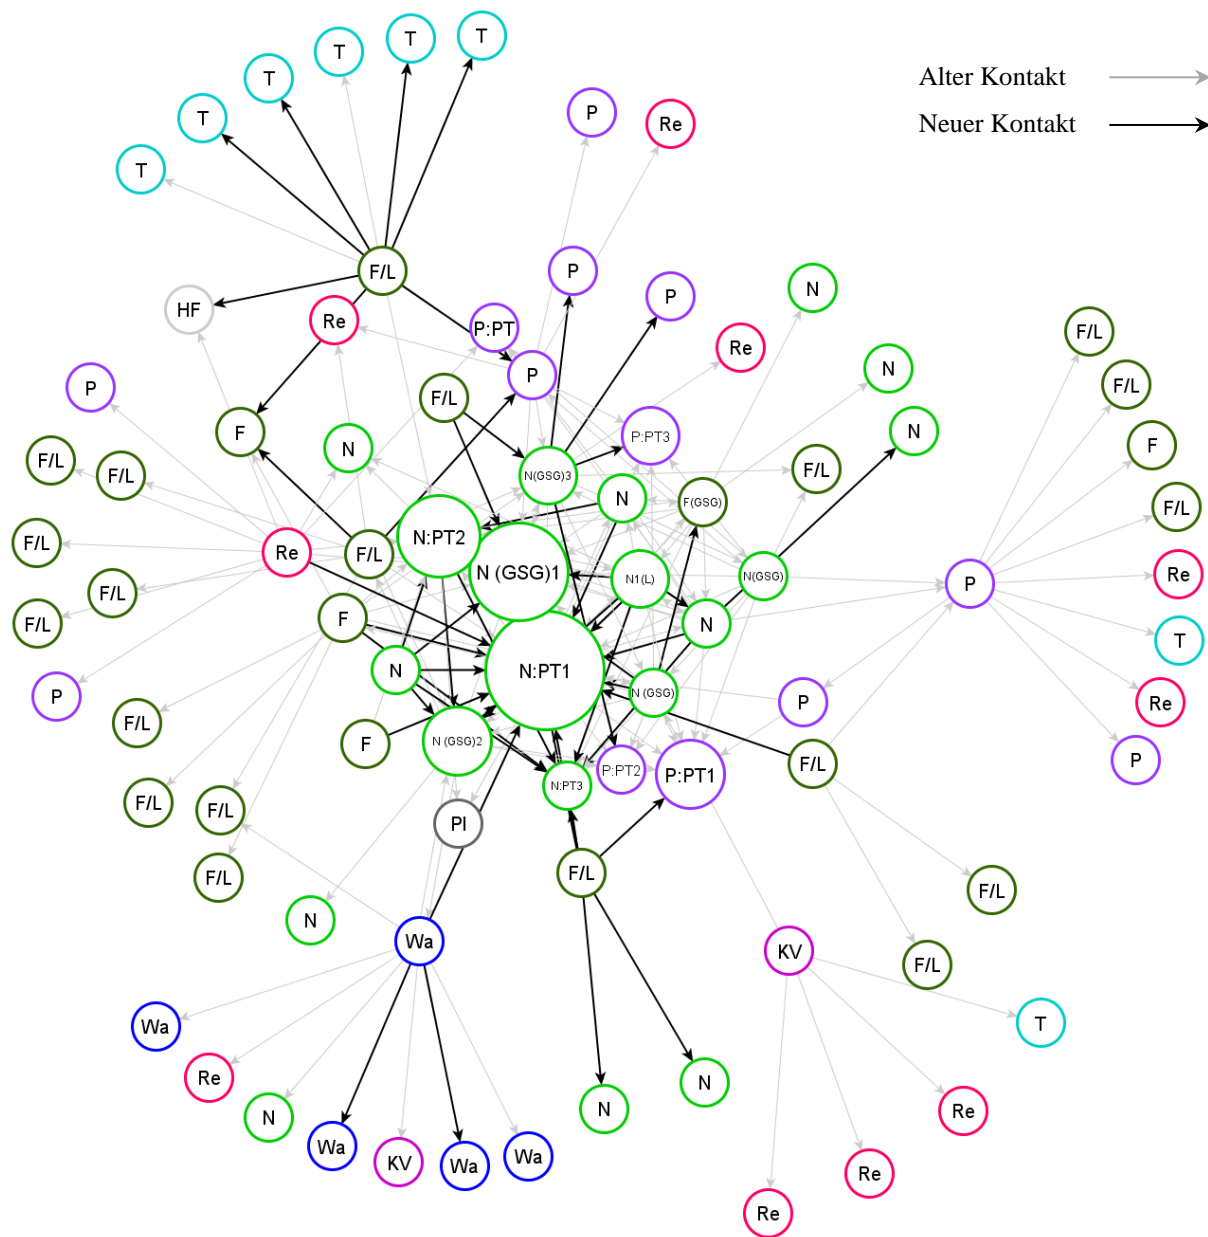 T
T
T
T
T
T
Alter Kontakt
Neuer Kontakt
P
Re
F/L
HF
Re
P
P
N
P:PT
Re
F/L
F/L
N
F
P
P
F/L
F
N
P:PT3
N
F
F/L
F/L
N(GSG)3
F/L
N
F(GSG)
F/L
F/L
Re
F/L
N:PT2
N (GSG)1
N1(L)
N(GSG)
P
Re
F/L
F/L
F
N
T
N
N:PT1
N (GSG)
P
Re
P
F/L
F
N (GSG)2
N:PT3
P:PT2
P:PT1
F/L
P
F/L
F/L
PI
F/L
F/L
F/L
N
Wa
KV
F/L
Wa
T
Re
N
N
N
Re
Wa
KV
Wa
Wa
Re
Re